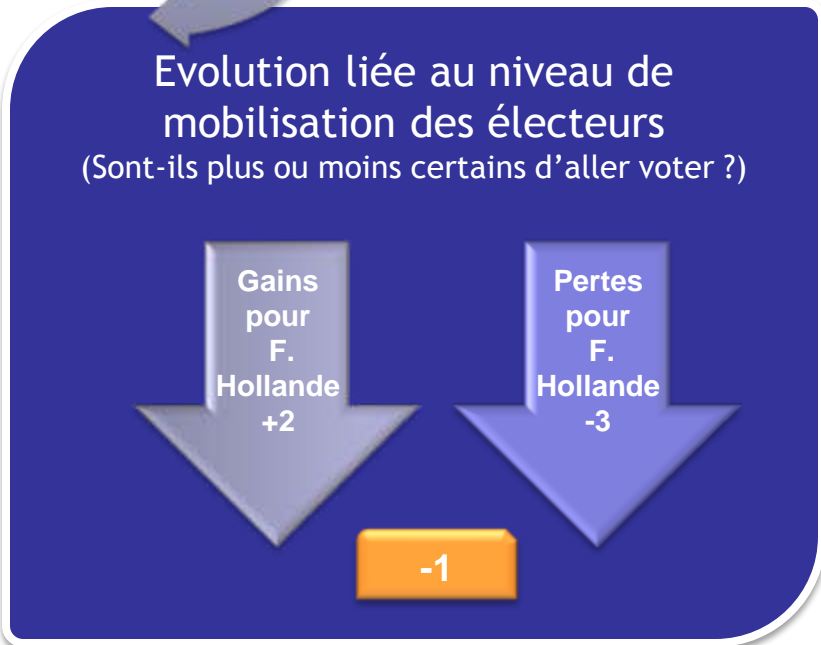 Evolution liée au niveau de
mobilisation des électeurs
(Sont-ils plus ou moins certains d'aller voter ?)
Gains
pour
F.
Hollande
+2
Pertes
pour
F.
Hollande
-3
-1